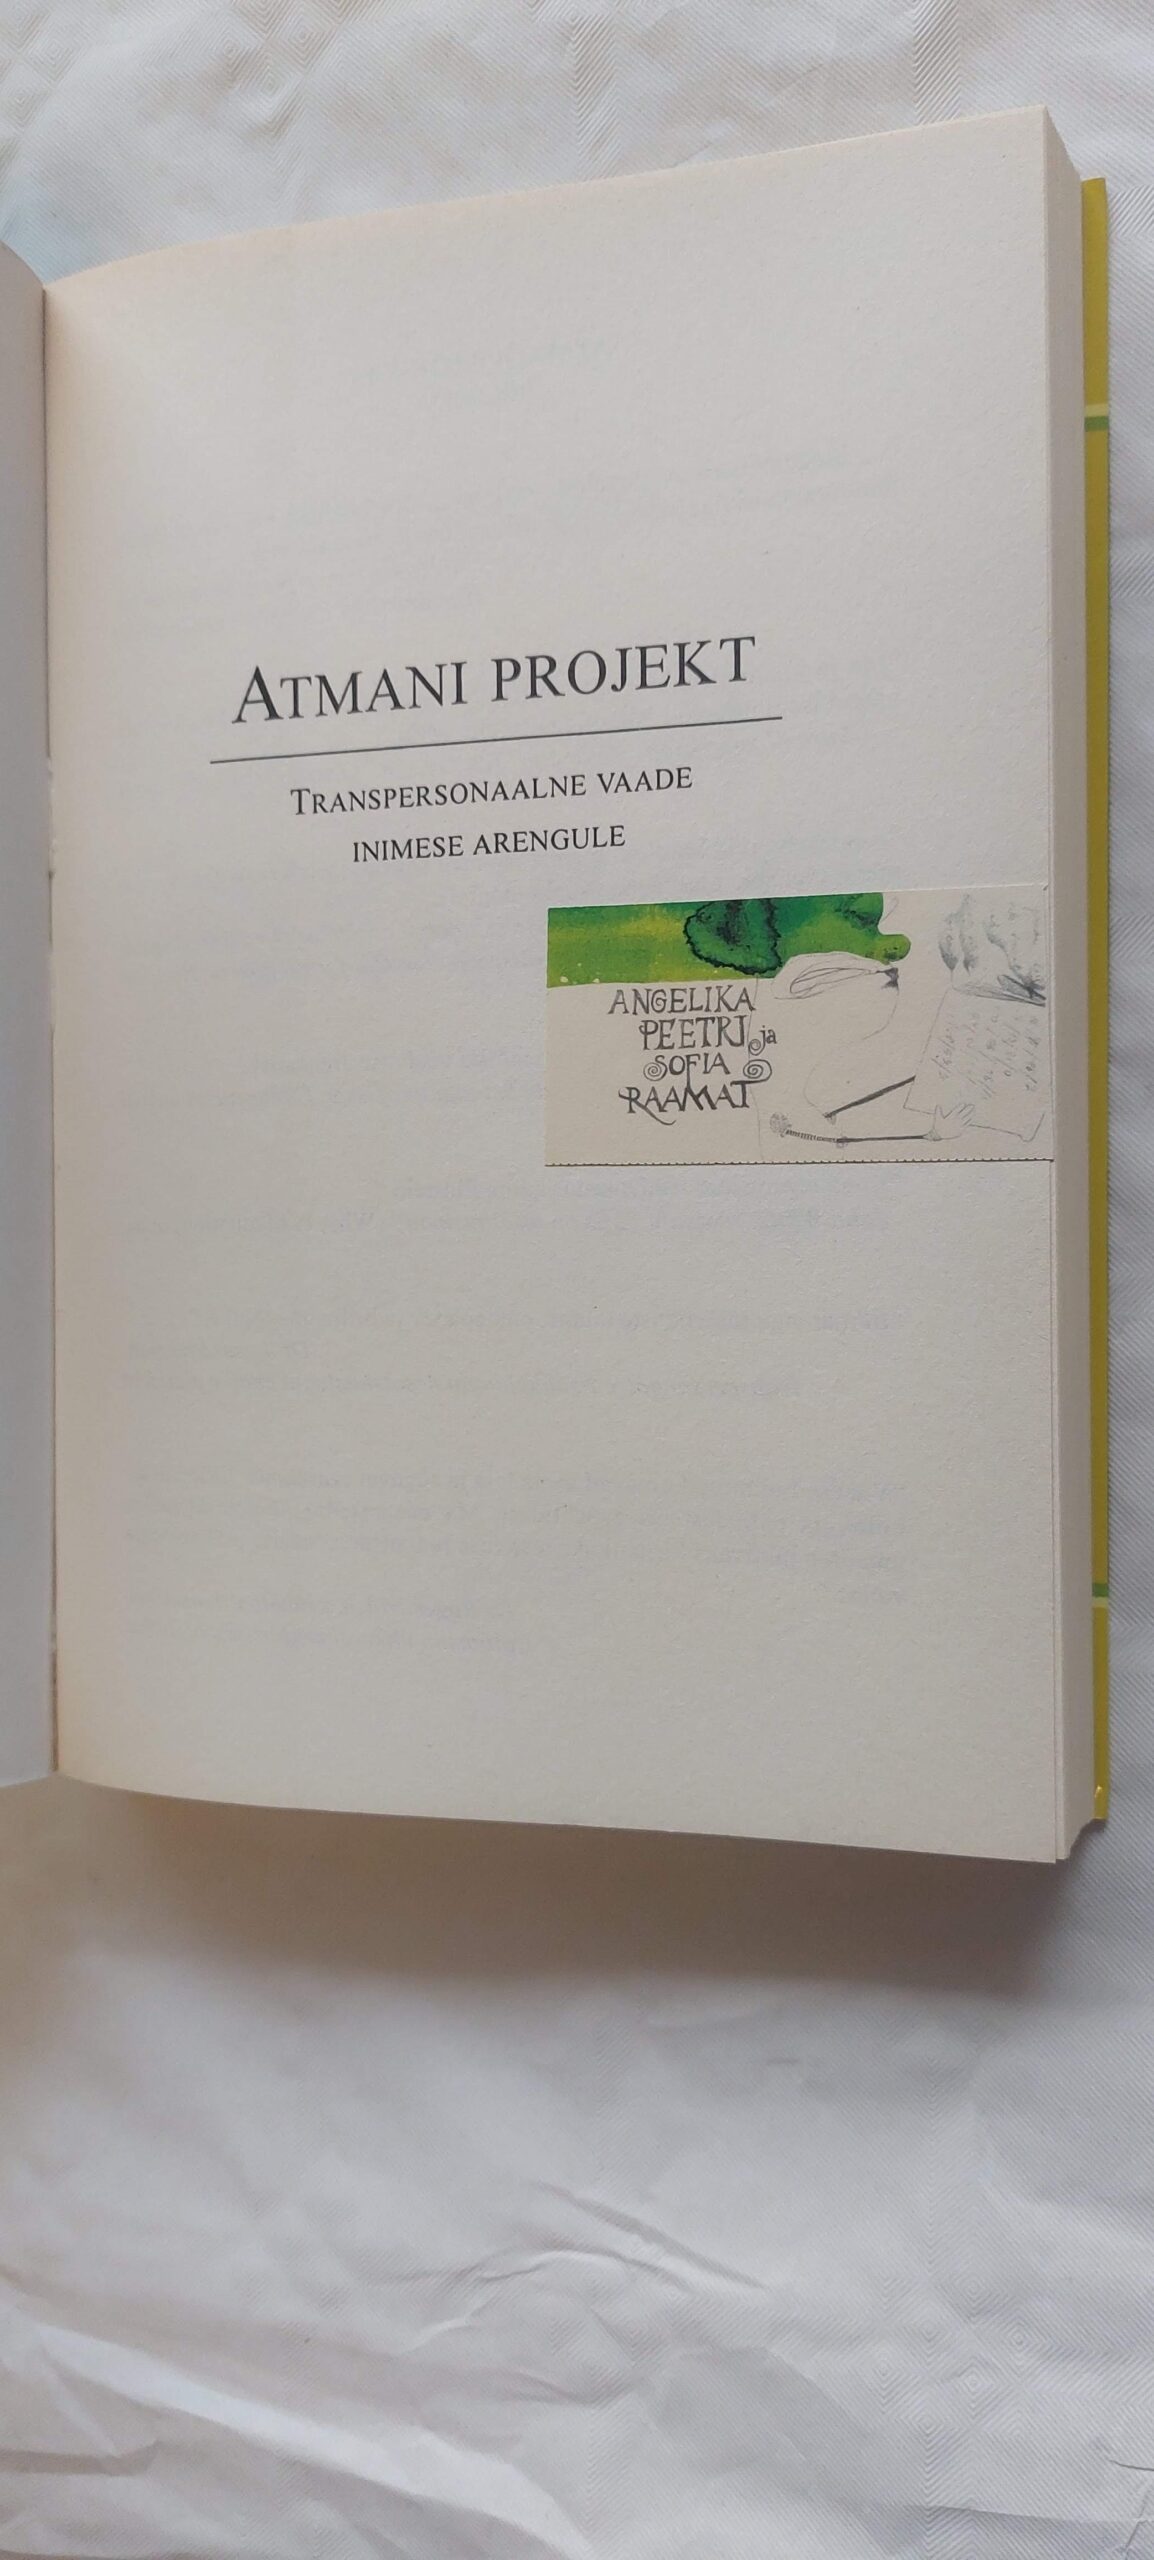 ATMANI PROJEKT
TRANSPERSONAALNE VAADE
INIMESE ARENGULE
ANGELIKA
PEETRI ja
SOFIA
RAAMAT